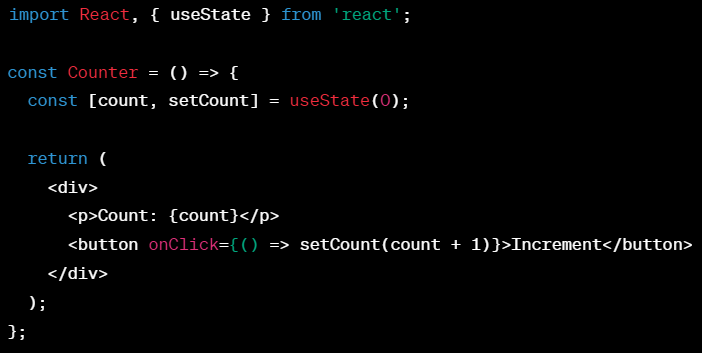 import React, { useState } from 'react';
const Counter = () => {
const [count, setCount] = useState(0);
return (
<div>
<p>Count: {count}</p>
<button onClick={() => setCount(count + 1)}>Increment</button>
</div>
);
};